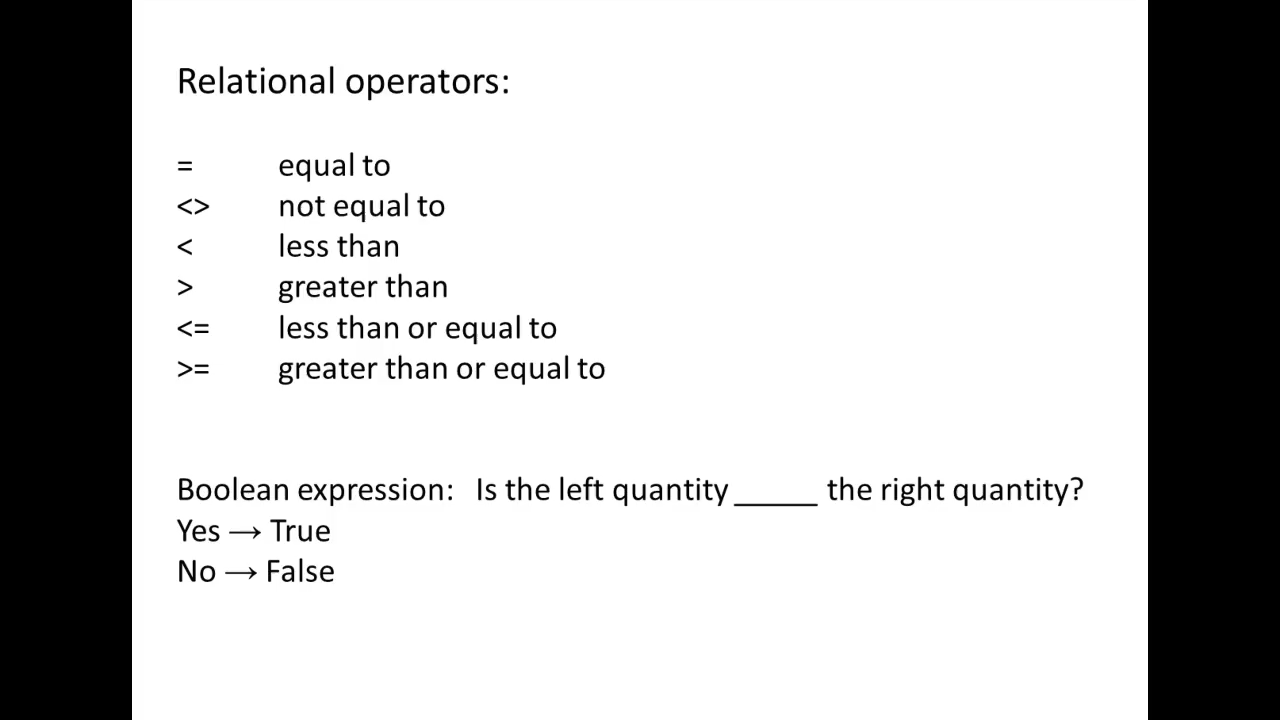 Relational operators:
= equal to
<> not equal to
< less than
> greater than
<= less than or equal to
>= greater than or equal to
Boolean expression: Is the left quantity _____ the right quantity?
Yes → True
No → False